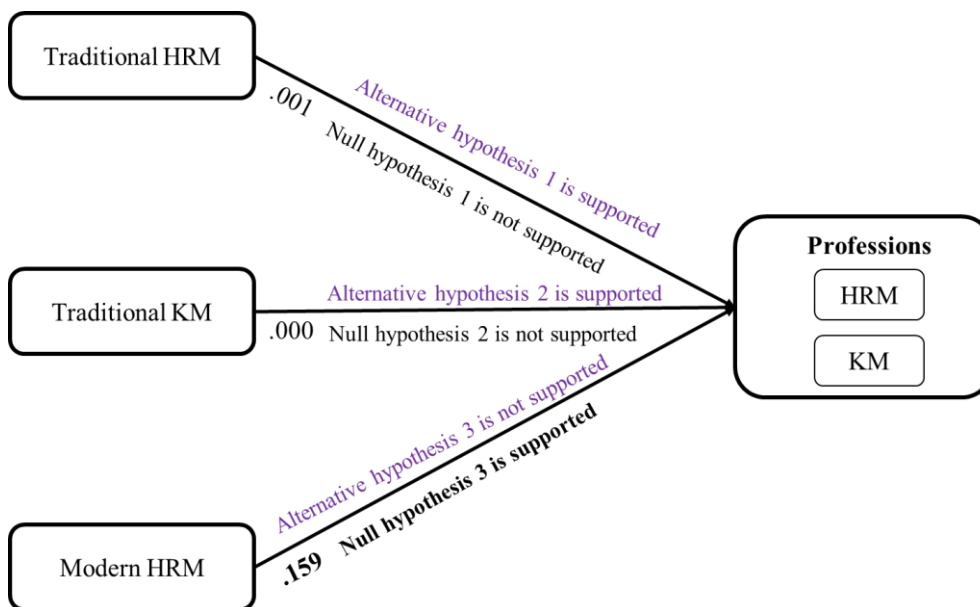 Traditional HRM
Alternative hypothesis 1 is supported
.001 Null hypothesis 1 is not supported
Traditional KM
Alternative hypothesis 2 is supported
.000 Null hypothesis 2 is not supported
Modern HRM
Alternative hypothesis 3 is not supported
.159 Null hypothesis 3 is supported
Professions
HRM
KM